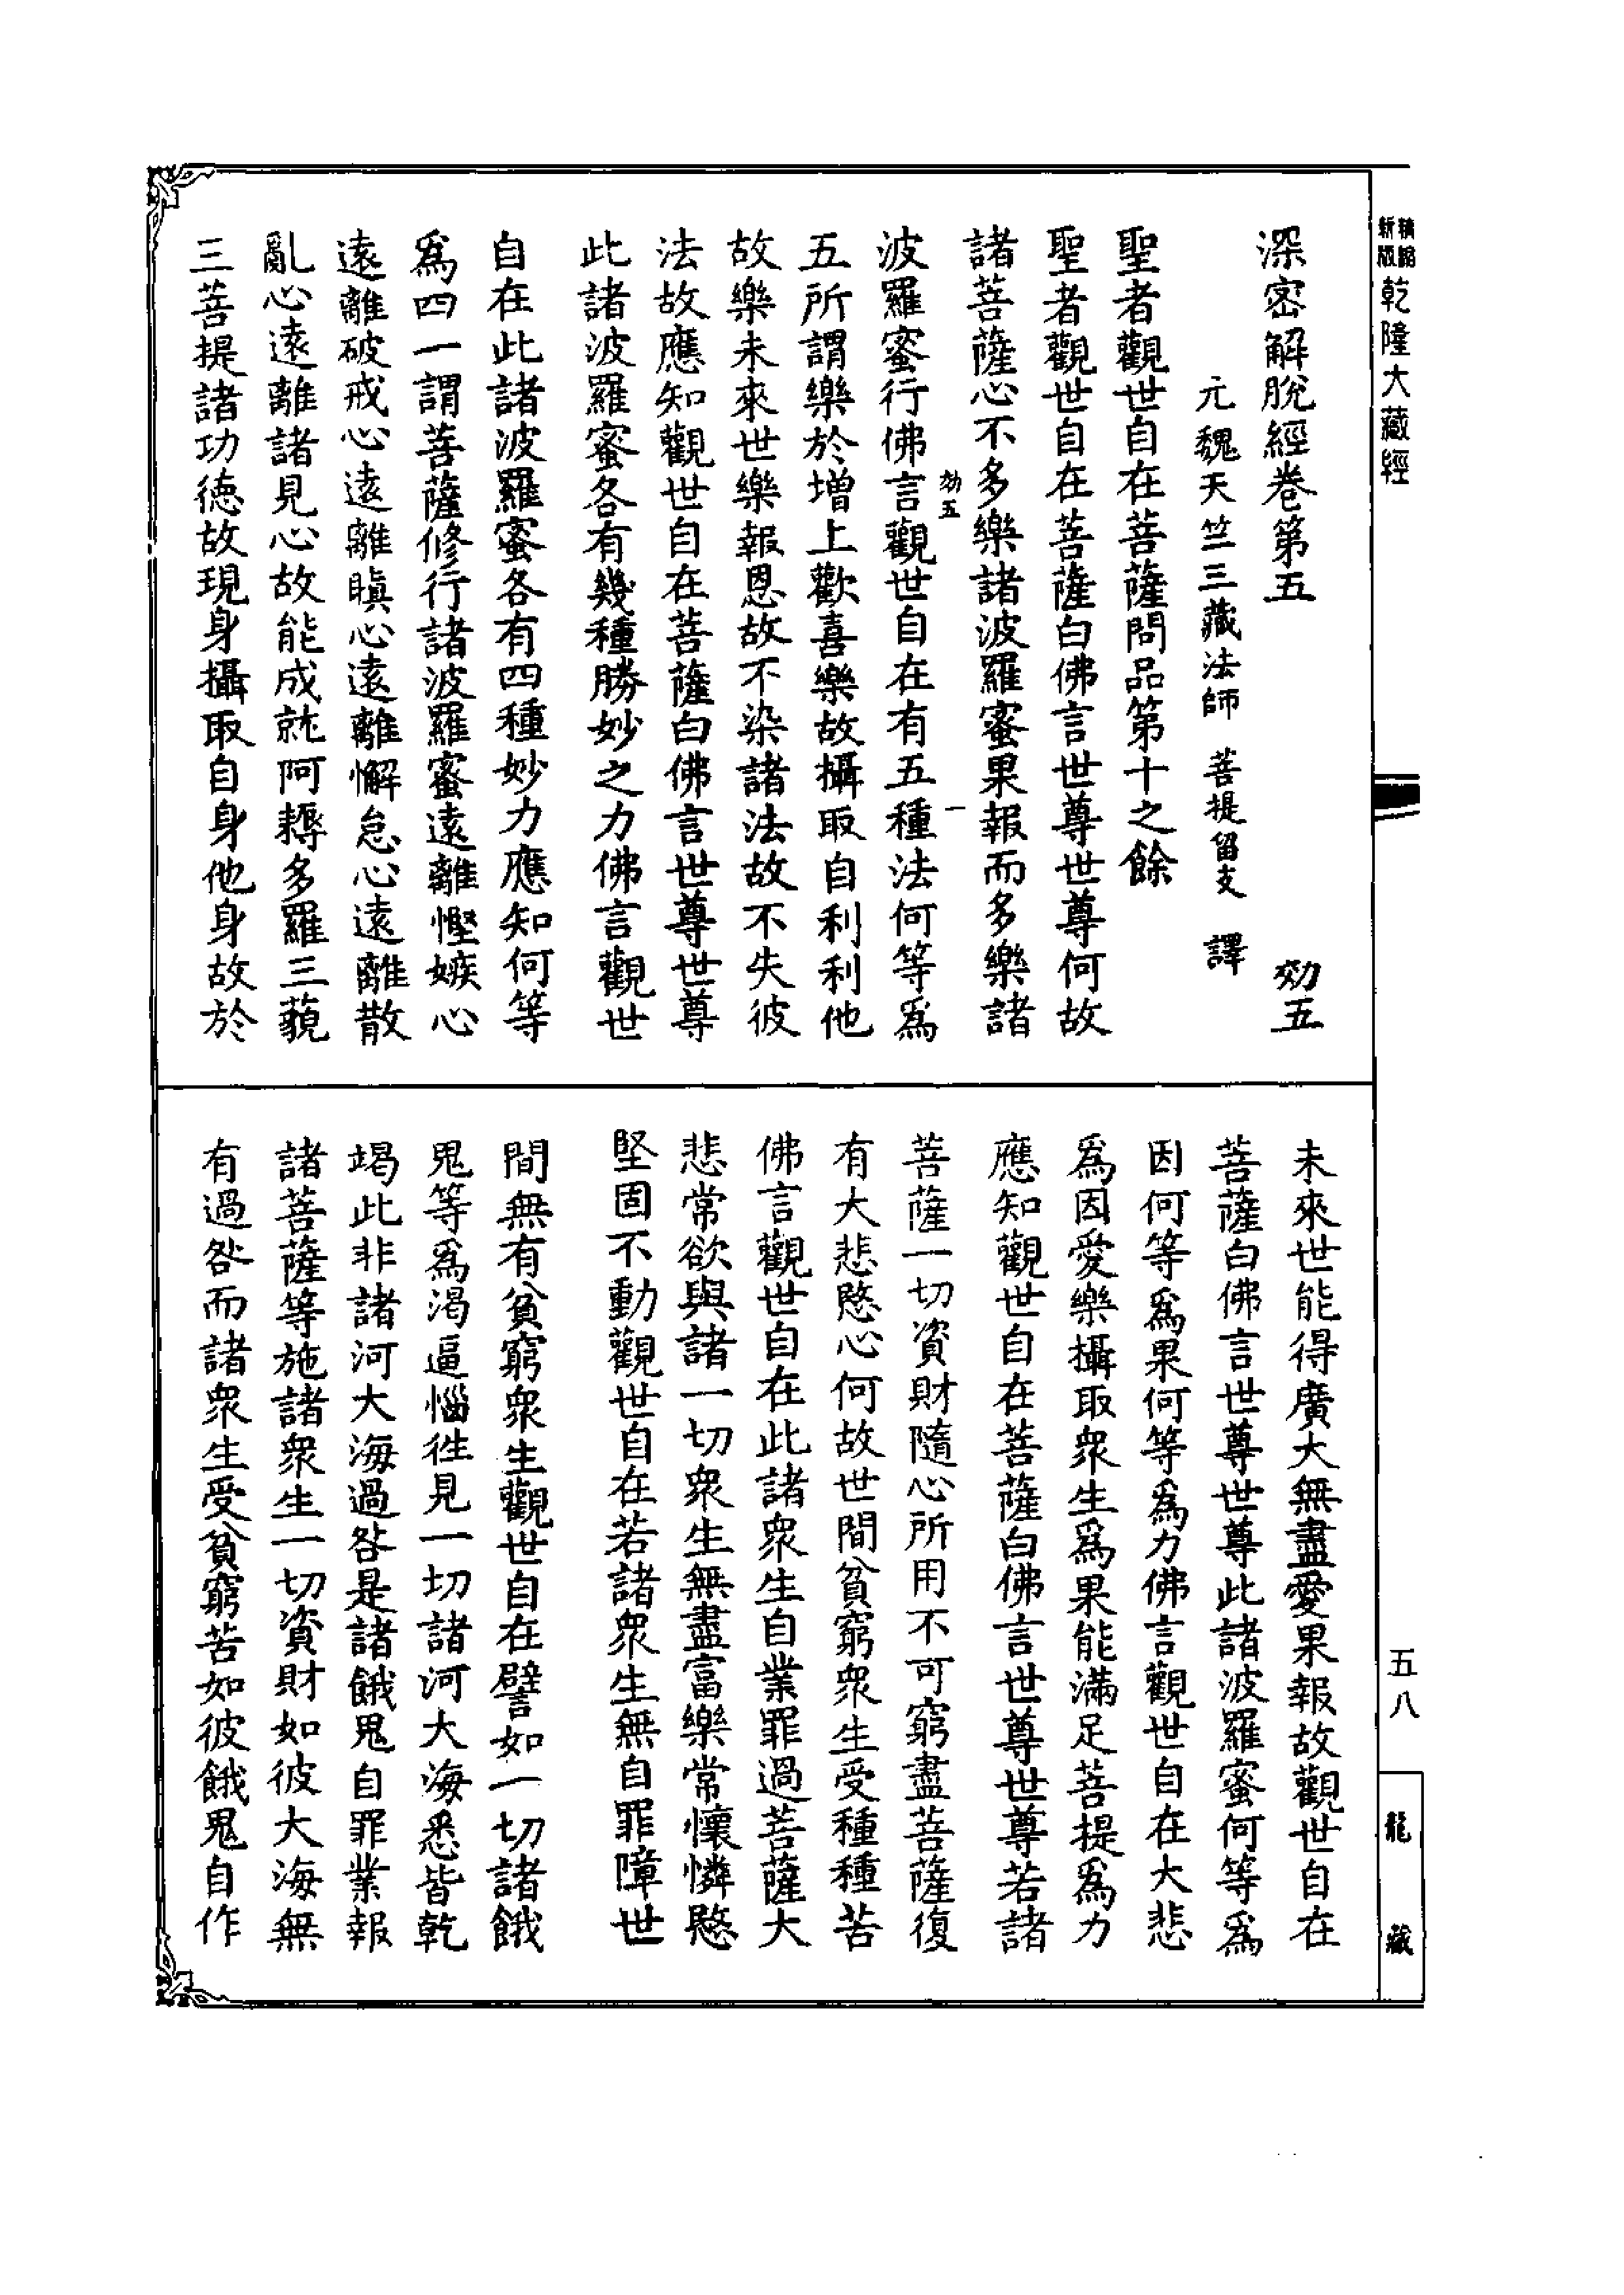 新版精縮乾隆大藏經
深密解脫經卷第五 効五
元魏天竺三藏法師 菩提留支 譯
聖者觀世自在菩薩問品第十之餘
聖者觀世自在菩薩白佛言世尊世尊何故
諸菩薩心不多樂諸波羅蜜果報而多樂諸
効五 一
波羅蜜行佛言觀世自在有五種法何等爲
五所謂樂於增上歡喜樂故攝取自利利他
故樂未來世樂報恩故不染諸法故不失彼
法故應知觀世自在菩薩白佛言世尊世尊
此諸波羅蜜各有幾種勝妙之力佛言觀世
自在此諸波羅蜜各有四種妙力應知何等
爲四一謂菩薩修行諸波羅蜜遠離慳嫉心
遠離破戒心遠離瞋心遠離懈怠心遠離散
亂心遠離諸見心故能成就阿耨多羅三藐
三菩提諸功德故現身攝取自身他身故於
未來世能得廣大無盡愛果報故觀世自在
菩薩白佛言世尊世尊此諸波羅蜜何等爲
因何等爲果何等爲力佛言觀世自在大悲
爲因愛樂攝取衆生爲果能滿足菩提爲力
應知觀世自在菩薩白佛言世尊世尊若諸
菩薩一切資財隨心所用不可窮盡菩薩復
有大悲愍心何故世間貧窮衆生受種種苦
佛言觀世自在此諸衆生自業罪過菩薩大
悲常欲與諸一切衆生無盡富樂常懷憐愍
堅固不動觀世自在若諸衆生無自罪障世
間無有貧窮衆生觀世自在譬如一切諸餓
鬼等爲渴逼惱徃見一切諸河大海悉皆乾
竭此非諸河大海過咎是諸餓鬼自罪業報
諸菩薩等施諸衆生一切資財如彼大海無
有過咎而諸衆生受貧窮苦如彼餓鬼自作
五八
龍藏